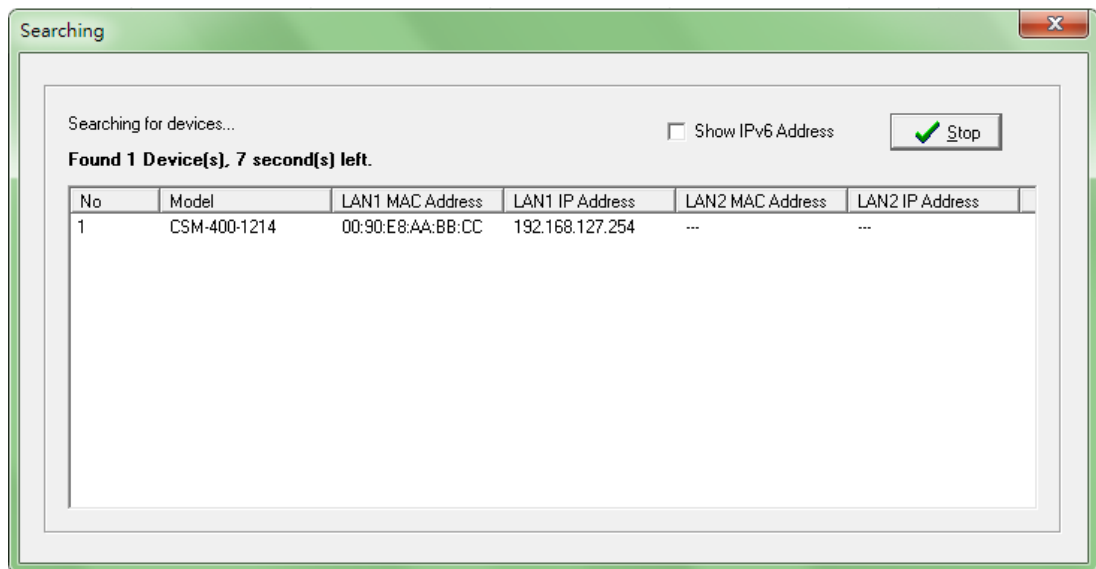 Searching
Searching for devices...
Show IPv6 Address
Stop
Found 1 Device(s), 7 second(s) left.
No Model LAN1 MAC Address LAN1 IP Address LAN2 MAC Address LAN2 IP Address
1 CSM-400-1214 00:90:E8:AA:BB:CC 192.168.127.254 --- ---